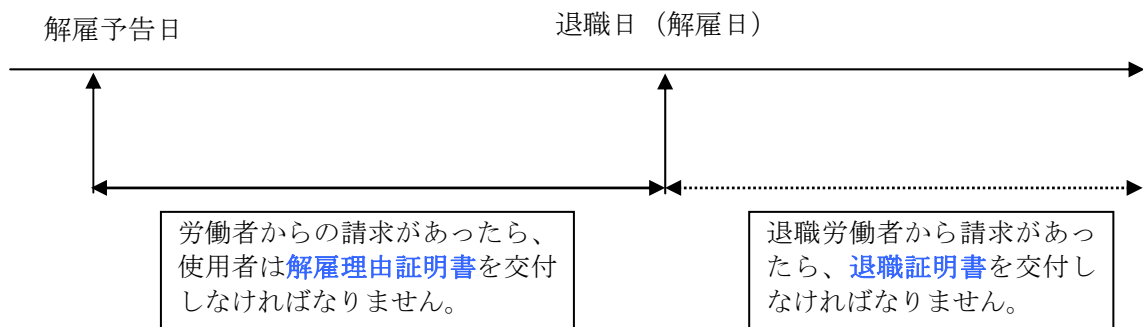 解雇予告日
退職日（解雇日）
労働者からの請求があったら、
使用者は解雇理由証明書を交付
しなければなりません。
退職労働者から請求があっ
たら、退職証明書を交付し
なければなりません。